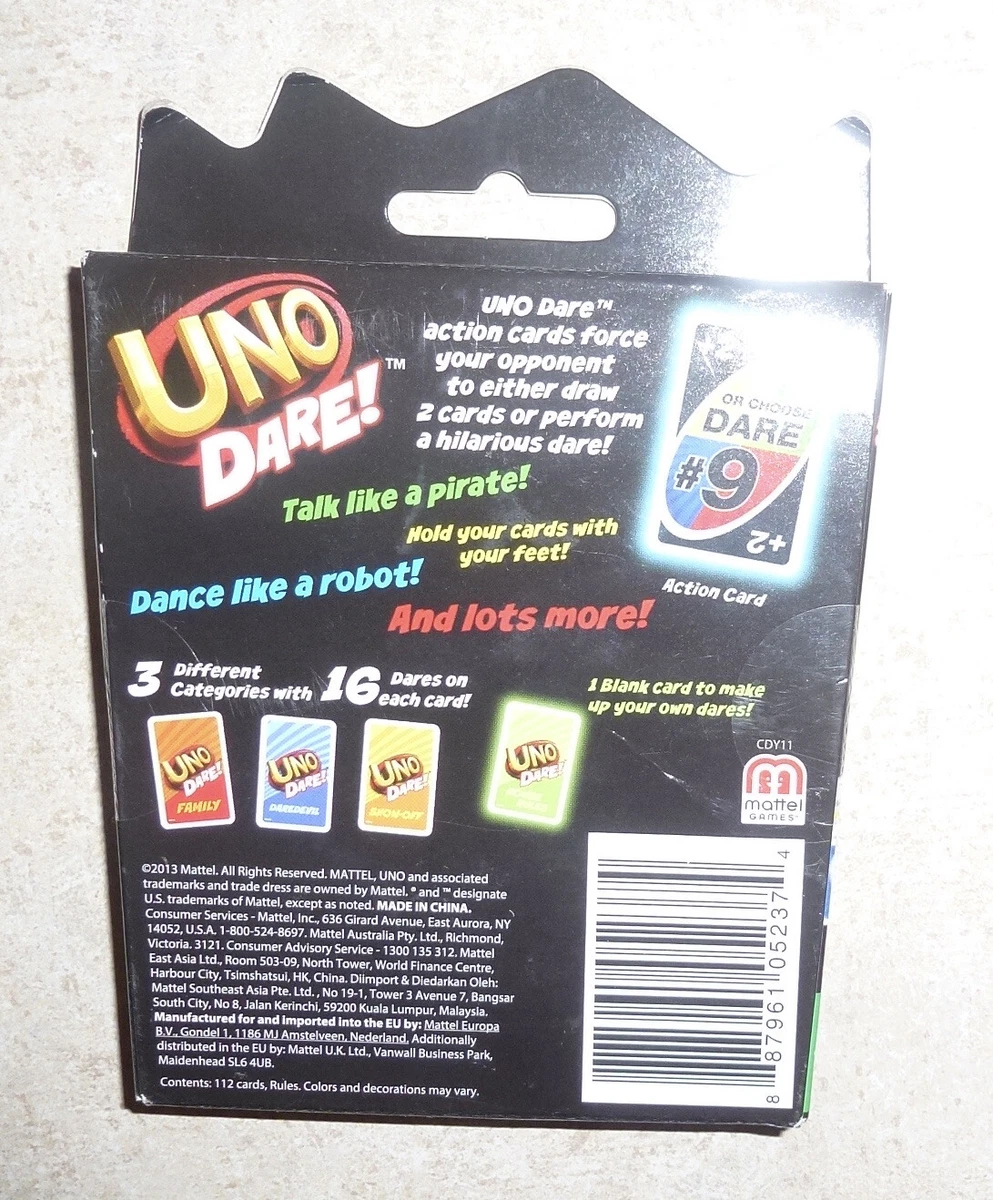 UNO
DARE!™
UNO Dare™
action cards force
your opponent
to either draw
2 cards or perform
a hilarious dare!
OR CHOOSE
DARE
#9
+2
Action Card
Talk like a pirate!
Hold your cards with
your feet!
Dance like a robot!
And lots more!
3 Different
Categories with
16 Dares on
each card!
1 Blank card to make
up your own dares!
UNO
DARE!
FAMILY
UNO
DARE!
DAREDEVIL
UNO
DARE!
SHOW-OFF
UNO
DARE!
CDY11
mattel
GAMES™
©2013 Mattel. All Rights Reserved. MATTEL, UNO and associated
trademarks and trade dress are owned by Mattel. ® and ™ designate
U.S. trademarks of Mattel, except as noted. MADE IN CHINA.
Consumer Services - Mattel, Inc., 636 Girard Avenue, East Aurora, NY
14052, U.S.A. 1-800-524-8697. Mattel Australia Pty. Ltd., Richmond,
Victoria. 3121. Consumer Advisory Service - 1300 135 312. Mattel
East Asia Ltd., Room 503-09, North Tower, World Finance Centre,
Harbour City, Tsimshatsui, HK, China. Diimport & Diedarkan Oleh:
Mattel Southeast Asia Pte. Ltd. , No 19-1, Tower 3 Avenue 7, Bangsar
South City, No 8, Jalan Kerinchi, 59200 Kuala Lumpur, Malaysia.
Manufactured for and imported into the EU by: Mattel Europa
B.V., Gondel 1, 1186 MJ Amstelveen, Nederland. Additionally
distributed in the EU by: Mattel U.K. Ltd., Vanwall Business Park,
Maidenhead SL6 4UB.
Contents: 112 cards, Rules. Colors and decorations may vary.
8 87961 05237 4